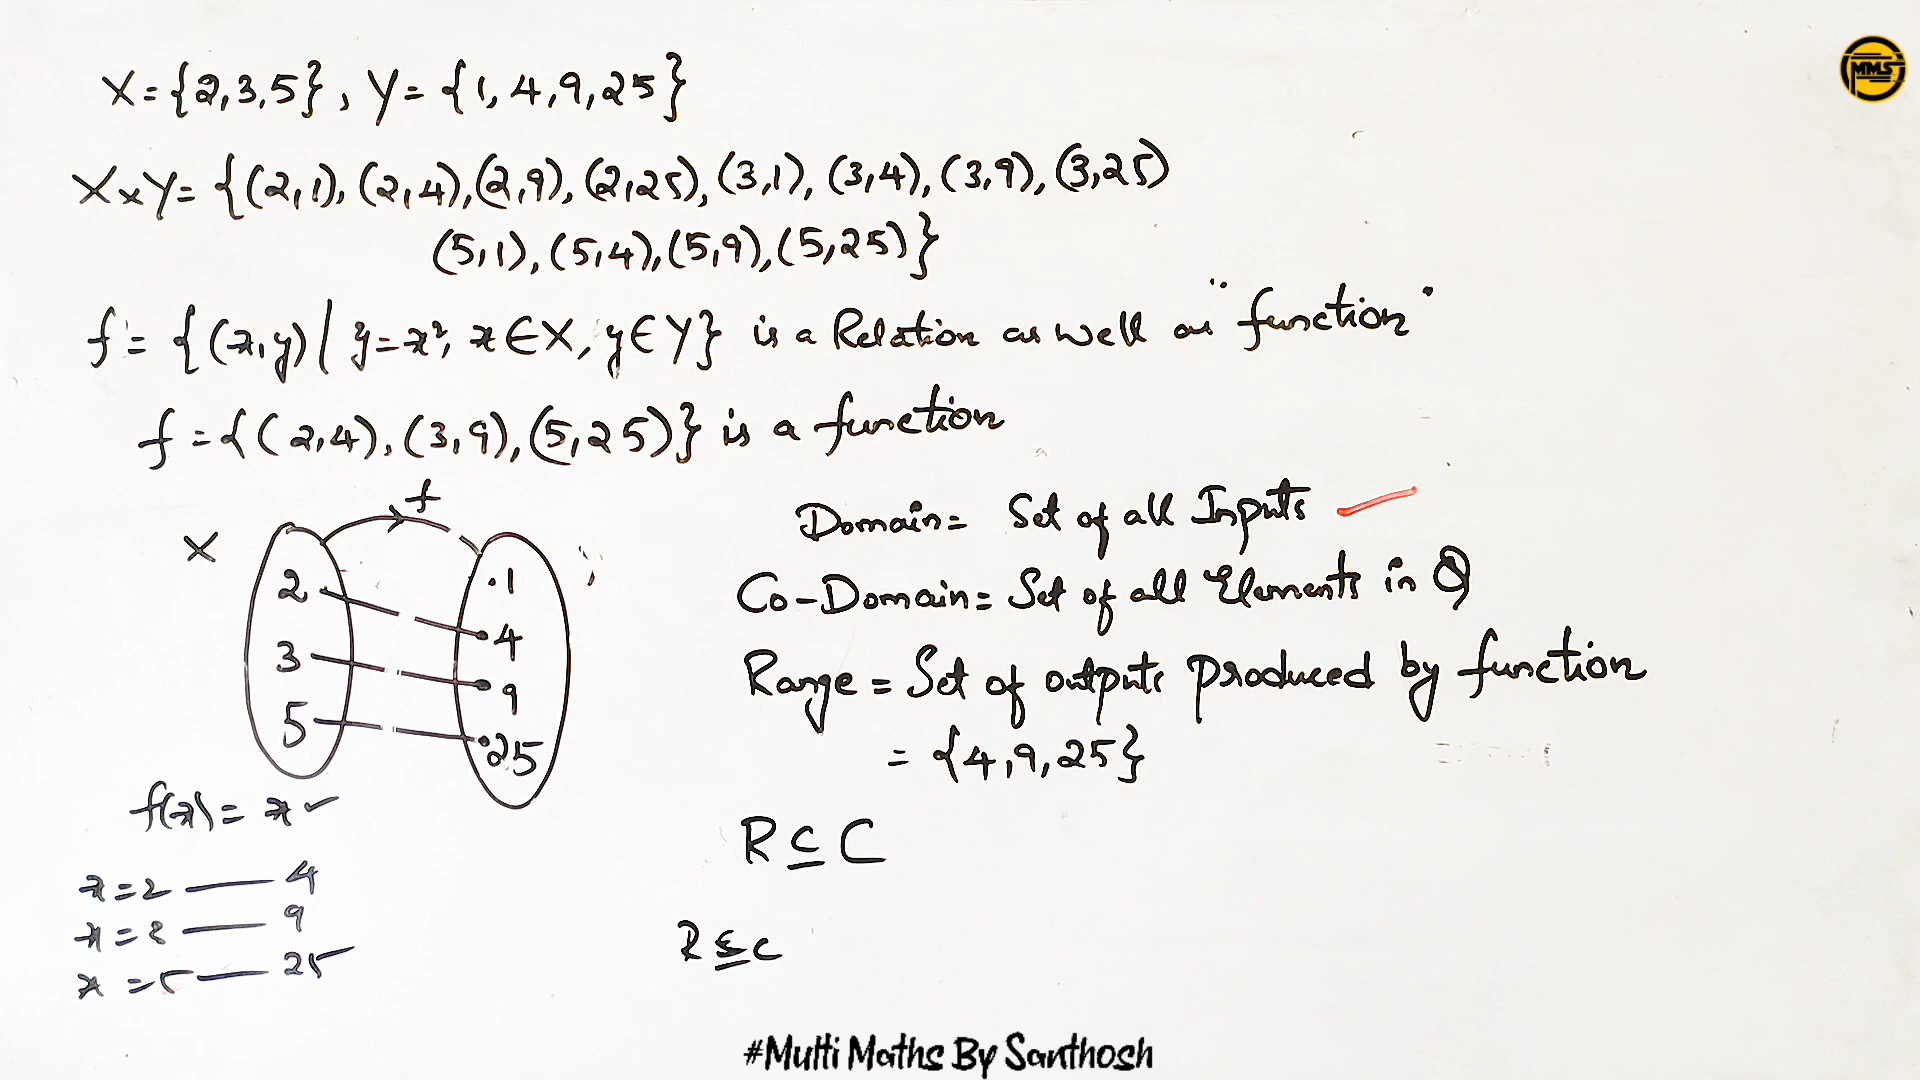 X = {2,3,5}, Y = {1,4,9,25}
MMS
X×Y = {(2,1), (2,4), (2,9), (2,25), (3,1), (3,4), (3,9), (3,25)
(5,1), (5,4), (5,9), (5,25)}
f = {(x,y) | y=x², x∈X, y∈Y} is a Relation as well as "function"
f = {(2,4), (3,9), (5,25)} is a function
f
X
2
3
5
.1
4
9
.25
f(x) = x
x=2 — 4
x=3 — 9
x=5 — 25
Domain = Set of all Inputs
Co-Domain = Set of all Elements in Q
Range = Set of outputs produced by function
= {4,9,25}
R ⊆ C
R ⊆ C
#Multi Maths By Santhosh